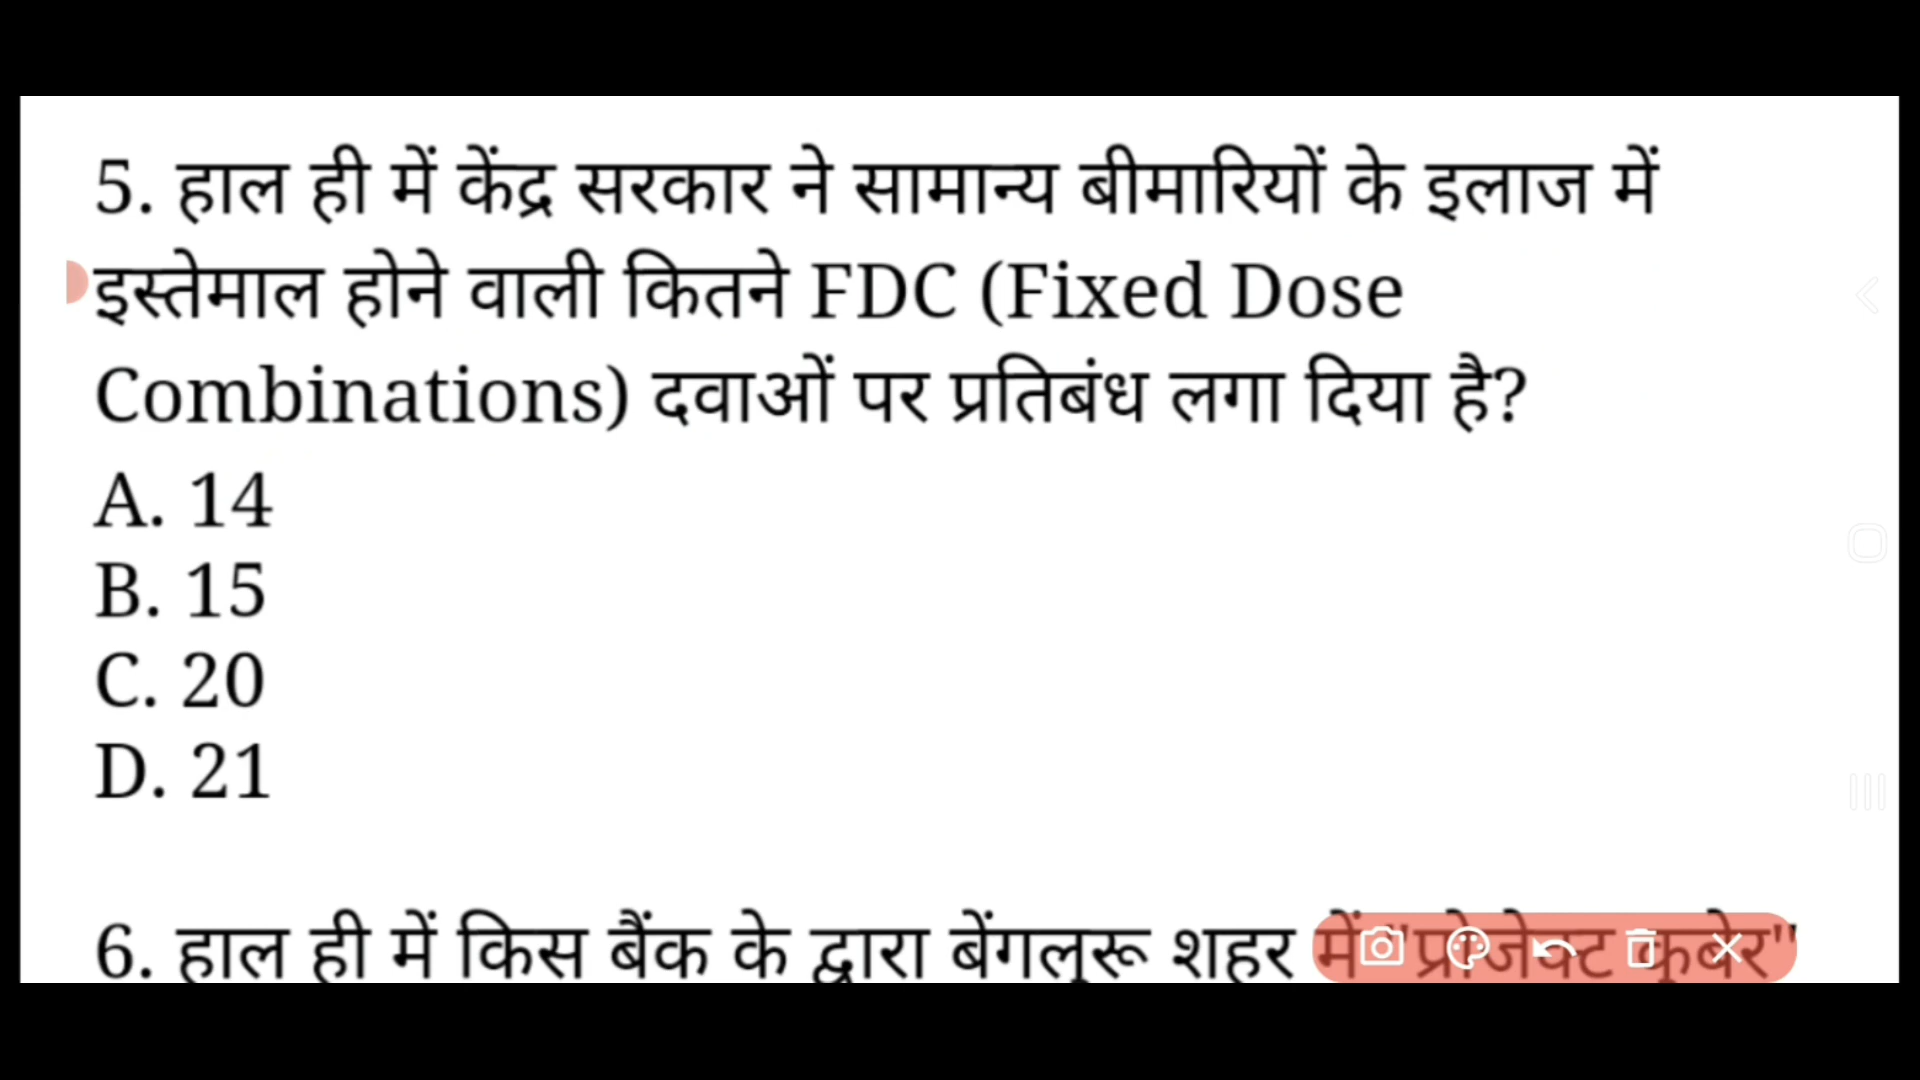 5. हाल ही में केंद्र सरकार ने सामान्य बीमारियों के इलाज में
इस्तेमाल होने वाली कितने FDC (Fixed Dose
Combinations) दवाओं पर प्रतिबंध लगा दिया है?
A. 14
B. 15
C. 20
D. 21
6. हाल ही में किस बैंक के द्वारा बेंगलूरू शहर में "प्रोजेक्ट कुबेर"